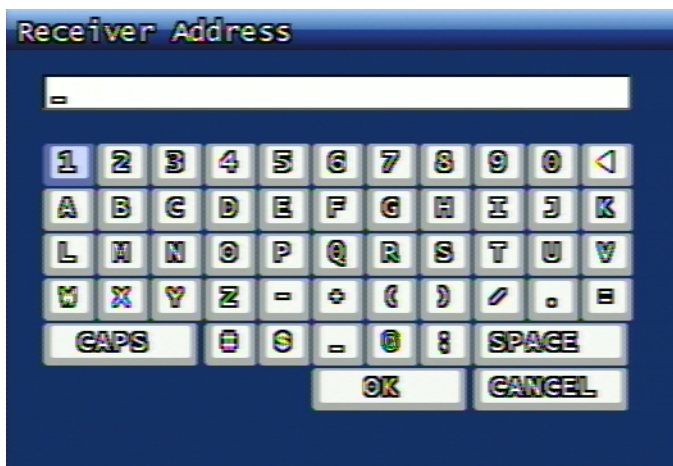 Receiver Address
_
1 2 3 4 5 6 7 8 9 0 ◁
A B C D E F G H I J K
L M N O P Q R S T U V
W X Y Z - + ( ) / . =
CAPS # $ _ @ : SPACE
OK CANCEL